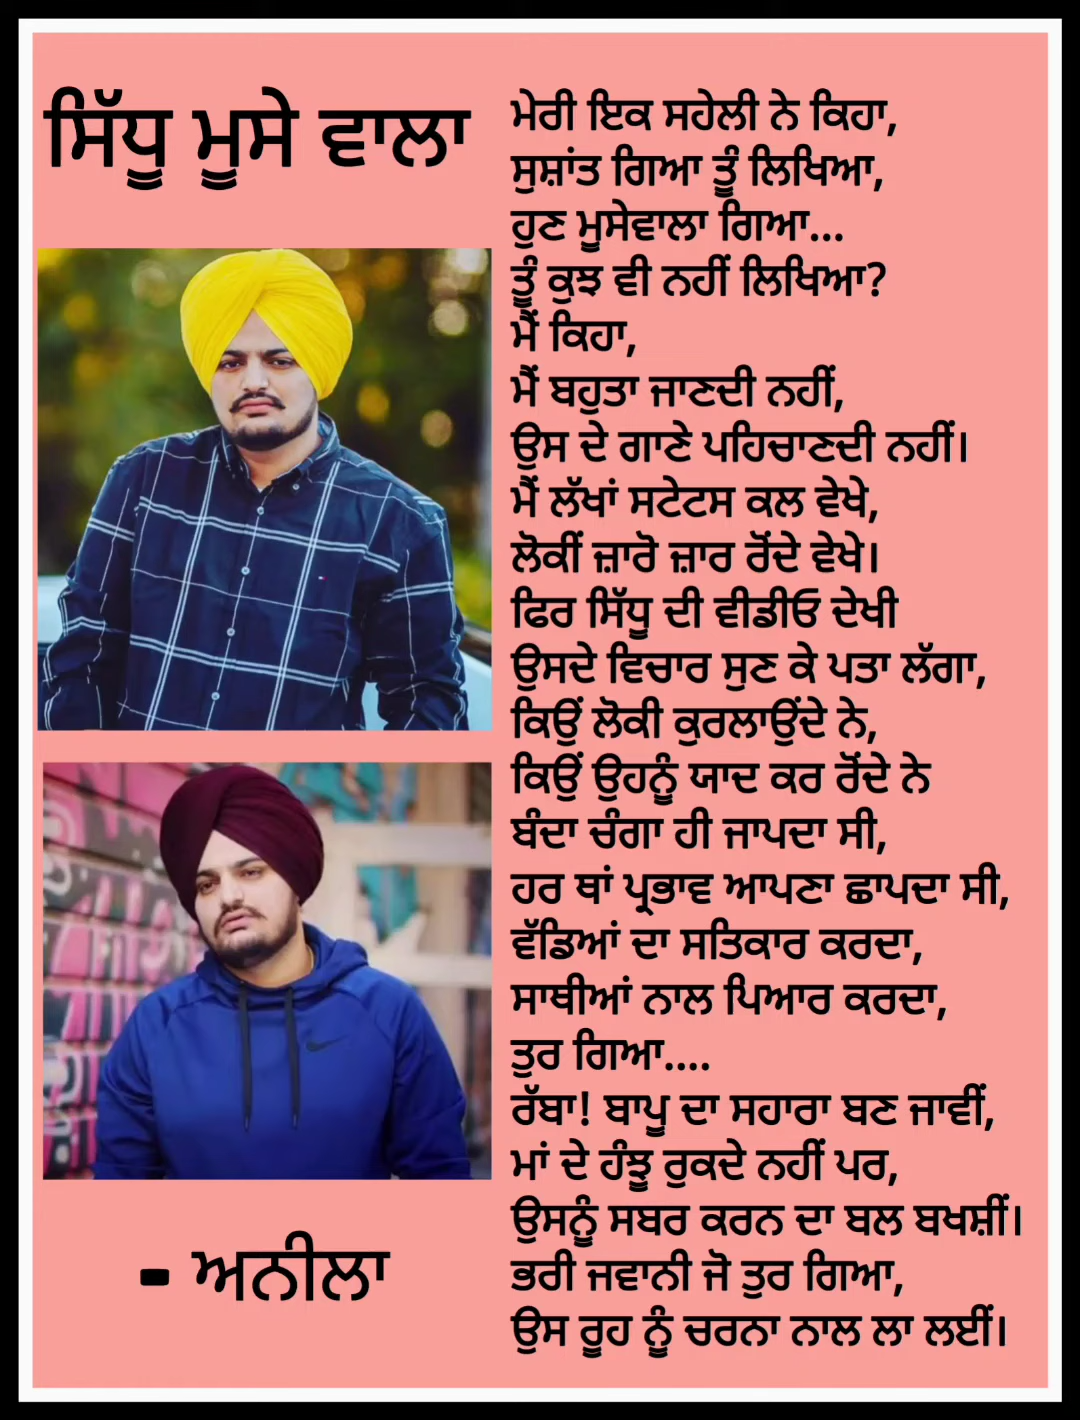 ਸਿੱਧੂ ਮੂਸੇ ਵਾਲਾ
ਮੇਰੀ ਇਕ ਸਹੇਲੀ ਨੇ ਕਿਹਾ,
ਸੁਸ਼ਾਂਤ ਗਿਆ ਤੂੰ ਲਿਖਿਆ,
ਹੁਣ ਮੂਸੇਵਾਲਾ ਗਿਆ...
ਤੂੰ ਕੁਝ ਵੀ ਨਹੀਂ ਲਿਖਿਆ?
ਮੈਂ ਕਿਹਾ,
ਮੈਂ ਬਹੁਤਾ ਜਾਣਦੀ ਨਹੀਂ,
ਉਸ ਦੇ ਗਾਣੇ ਪਹਿਚਾਣਦੀ ਨਹੀਂ।
ਮੈਂ ਲੱਖਾਂ ਸਟੇਟਸ ਕਲ ਵੇਖੇ,
ਲੋਕੀਂ ਜ਼ਾਰੋ ਜ਼ਾਰ ਰੋਂਦੇ ਵੇਖੇ।
ਫਿਰ ਸਿੱਧੂ ਦੀ ਵੀਡੀਓ ਦੇਖੀ
ਉਸਦੇ ਵਿਚਾਰ ਸੁਣ ਕੇ ਪਤਾ ਲੱਗਾ,
ਕਿਉਂ ਲੋਕੀ ਕੁਰਲਾਉਂਦੇ ਨੇ,
ਕਿਉਂ ਉਹਨੂੰ ਯਾਦ ਕਰ ਰੋਂਦੇ ਨੇ
ਬੰਦਾ ਚੰਗਾ ਹੀ ਜਾਪਦਾ ਸੀ,
ਹਰ ਥਾਂ ਪ੍ਰਭਾਵ ਆਪਣਾ ਛਾਪਦਾ ਸੀ,
ਵੱਡਿਆਂ ਦਾ ਸਤਿਕਾਰ ਕਰਦਾ,
ਸਾਥੀਆਂ ਨਾਲ ਪਿਆਰ ਕਰਦਾ,
ਤੁਰ ਗਿਆ....
ਰੱਬਾ! ਬਾਪੂ ਦਾ ਸਹਾਰਾ ਬਣ ਜਾਵੀਂ,
ਮਾਂ ਦੇ ਹੰਝੂ ਰੁਕਦੇ ਨਹੀਂ ਪਰ,
ਉਸਨੂੰ ਸਬਰ ਕਰਨ ਦਾ ਬਲ ਬਖਸ਼ੀਂ।
ਭਰੀ ਜਵਾਨੀ ਜੋ ਤੁਰ ਗਿਆ,
ਉਸ ਰੂਹ ਨੂੰ ਚਰਨਾ ਨਾਲ ਲਾ ਲਈਂ।
- ਅਨੀਲਾ